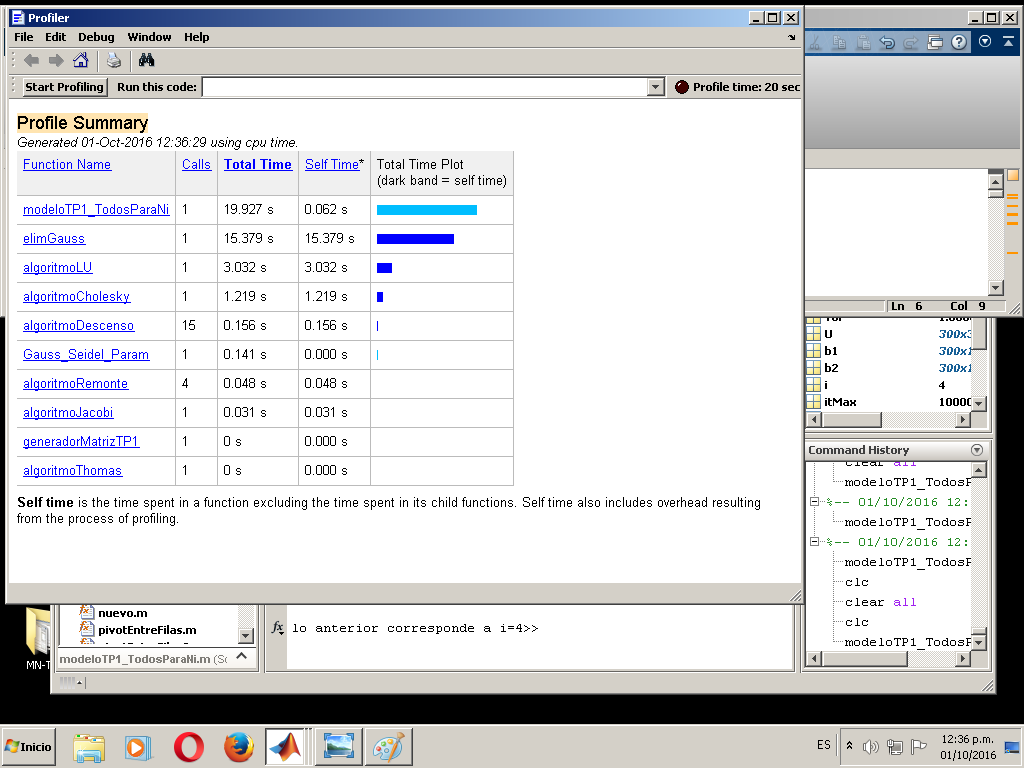 Profiler
File Edit Debug Window Help
Start Profiling Run this code: Profile time: 20 sec
Profile Summary
Generated 01-Oct-2016 12:36:29 using cpu time.
Function Name Calls Total Time Self Time* Total Time Plot
(dark band = self time)
modeloTP1_TodosParaNi 1 19.927 s 0.062 s
elimGauss 1 15.379 s 15.379 s
algoritmoLU 1 3.032 s 3.032 s
algoritmoCholesky 1 1.219 s 1.219 s
algoritmoDescenso 15 0.156 s 0.156 s
Gauss_Seidel_Param 1 0.141 s 0.000 s
algoritmoRemonte 4 0.048 s 0.048 s
algoritmoJacobi 1 0.031 s 0.031 s
generadorMatrizTP1 1 0 s 0.000 s
algoritmoThomas 1 0 s 0.000 s
Self time is the time spent in a function excluding the time spent in its child functions. Self time also includes overhead resulting
from the process of profiling.
Ln 6 Col 9
U 300x3
b1 300x1
b2 300x1
i 4
itMax 10000
Command History
clear all
modeloTP1_TodosP
%-- 01/10/2016 12:
modeloTP1_TodosP
%-- 01/10/2016 12:
modeloTP1_TodosP
clc
clear all
clc
modeloTP1_TodosP
nuevo.m
pivotEntreFilas.m
modeloTP1_TodosParaNi.m (Sc
fx lo anterior corresponde a i=4>>
MN-T
Inicio
ES
12:36 p.m.
01/10/2016